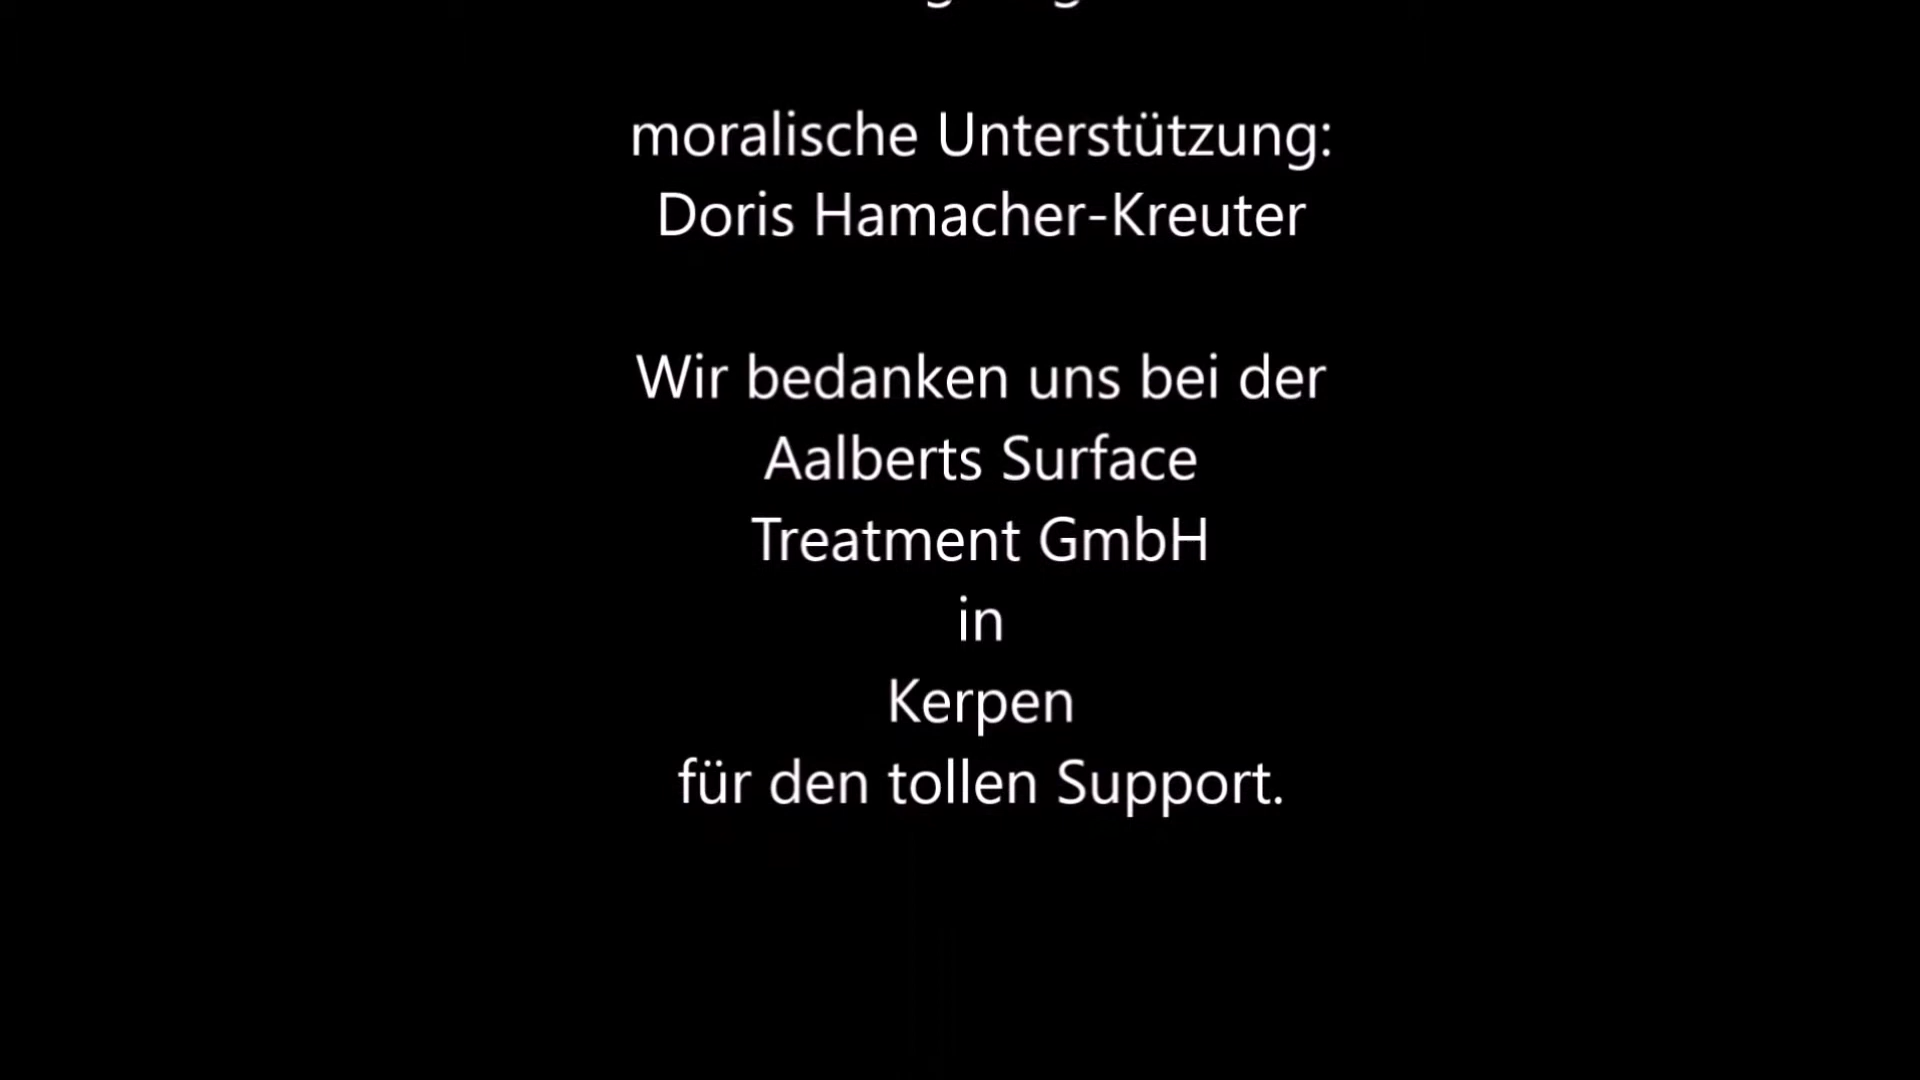 moralische Unterstützung:
Doris Hamacher-Kreuter
Wir bedanken uns bei der
Aalberts Surface
Treatment GmbH
in
Kerpen
für den tollen Support.